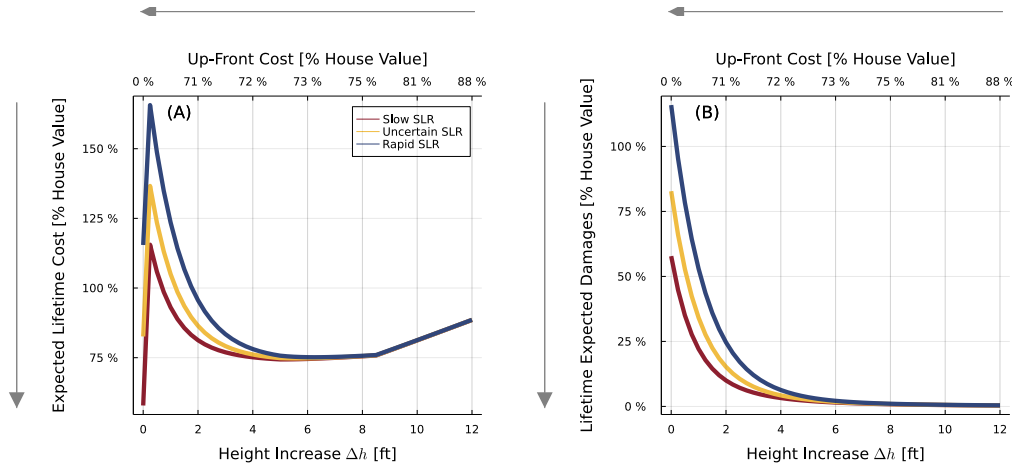 Up-Front Cost [% House Value]
0 % 71 % 72 % 73 % 75 % 81 % 88 %
(A)
Slow SLR
Uncertain SLR
Rapid SLR
Expected Lifetime Cost [% House Value]
150 %
125 %
100 %
75 %
0 2 4 6 8 10 12
Height Increase Δh [ft]
Up-Front Cost [% House Value]
0 % 71 % 72 % 73 % 75 % 81 % 88 %
(B)
Lifetime Expected Damages [% House Value]
100 %
75 %
50 %
25 %
0 %
0 2 4 6 8 10 12
Height Increase Δh [ft]